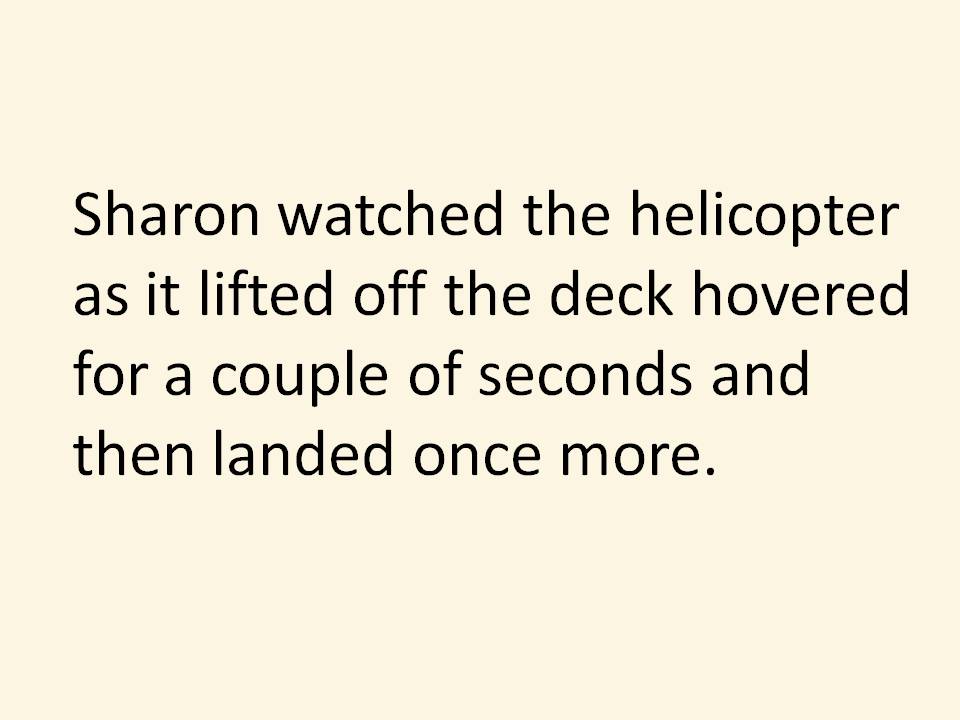 Sharon watched the helicopter
as it lifted off the deck hovered
for a couple of seconds and
then landed once more.